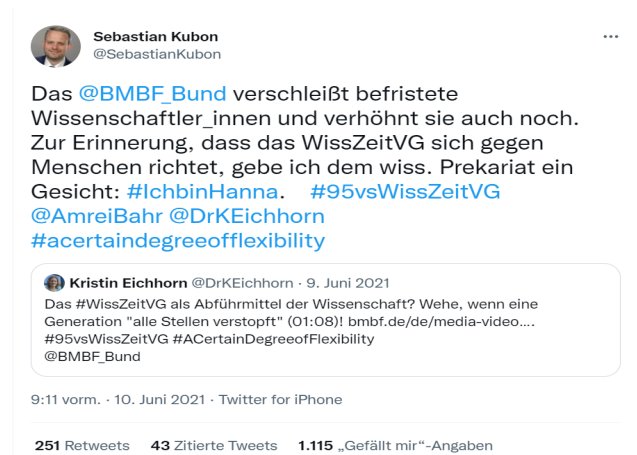 Sebastian Kubon
@SebastianKubon
Das @BMBF_Bund verschleißt befristete
Wissenschaftler_innen und verhöhnt sie auch noch.
Zur Erinnerung, dass das WissZeitVG sich gegen
Menschen richtet, gebe ich dem wiss. Prekariat ein
Gesicht: #IchbinHanna. #95vsWissZeitVG
@AmreiBahr @DrKEichhorn
#acertaindegreeofflexibility
Kristin Eichhorn @DrKEichhorn · 9. Juni 2021
Das #WissZeitVG als Abführmittel der Wissenschaft? Wehe, wenn eine
Generation "alle Stellen verstopft" (01:08)! bmbf.de/de/media-video....
#95vsWissZeitVG #ACertainDegreeofFlexibility
@BMBF_Bund
9:11 vorm. · 10. Juni 2021 · Twitter for iPhone
251 Retweets 43 Zitierte Tweets 1.115 „Gefällt mir“-Angaben